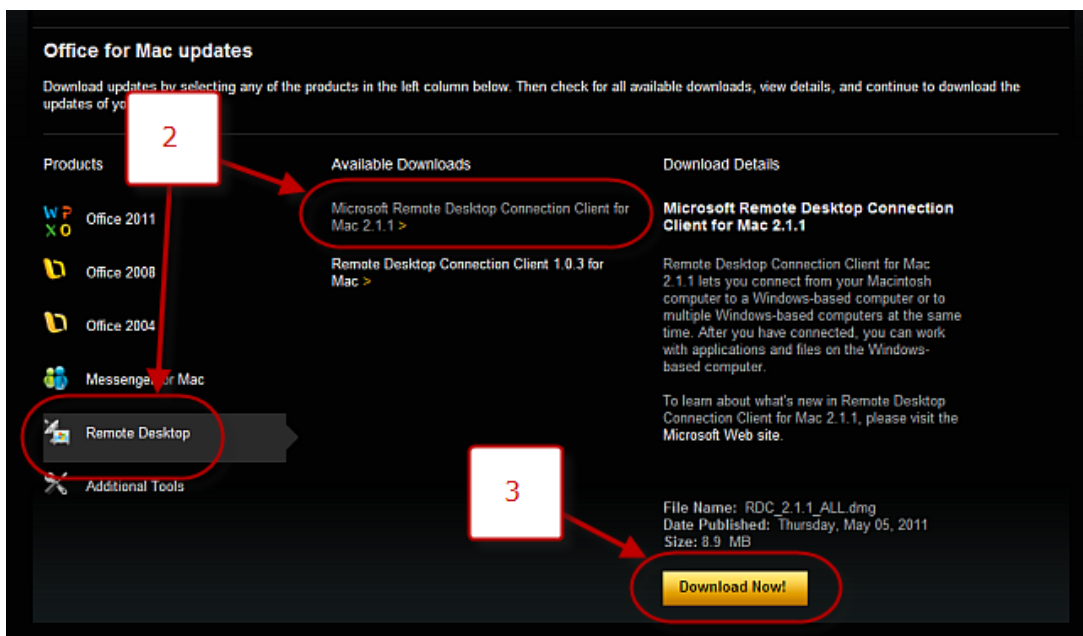 Office for Mac updates
Download updates by selecting any of the products in the left column below. Then check for all available downloads, view details, and continue to download the
updates of yo
2
Products
Available Downloads
Download Details
W P
X O
Office 2011
Office 2008
Office 2004
Messenger for Mac
Remote Desktop
Additional Tools
Microsoft Remote Desktop Connection Client for
Mac 2.1.1 >
Remote Desktop Connection Client 1.0.3 for
Mac >
Microsoft Remote Desktop Connection
Client for Mac 2.1.1
Remote Desktop Connection Client for Mac
2.1.1 lets you connect from your Macintosh
computer to a Windows-based computer or to
multiple Windows-based computers at the same
time. After you have connected, you can work
with applications and files on the Windows-
based computer.
To learn about what's new in Remote Desktop
Connection Client for Mac 2.1.1, please visit the
Microsoft Web site.
3
File Name: RDC_2.1.1_ALL.dmg
Date Published: Thursday, May 05, 2011
Size: 8.9 MB
Download Now!